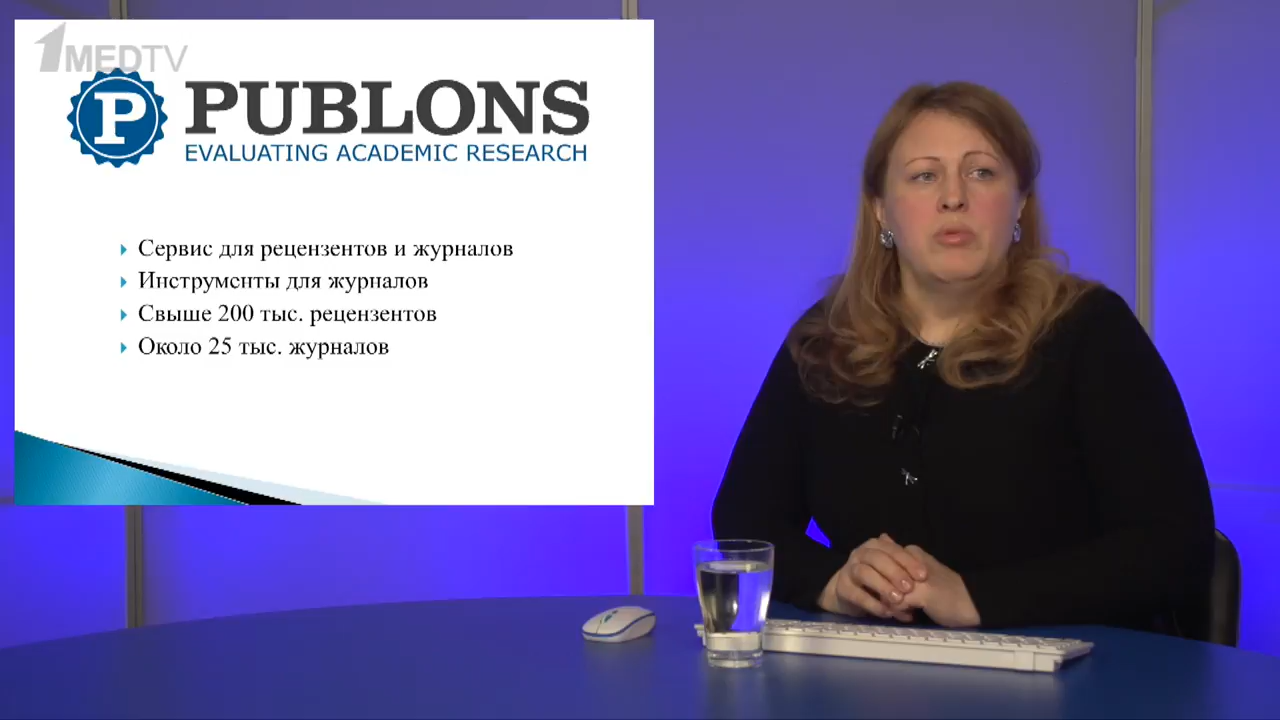 1MEDTV
PUBLONS
EVALUATING ACADEMIC RESEARCH
Сервис для рецензентов и журналов
Инструменты для журналов
Свыше 200 тыс. рецензентов
Около 25 тыс. журналов